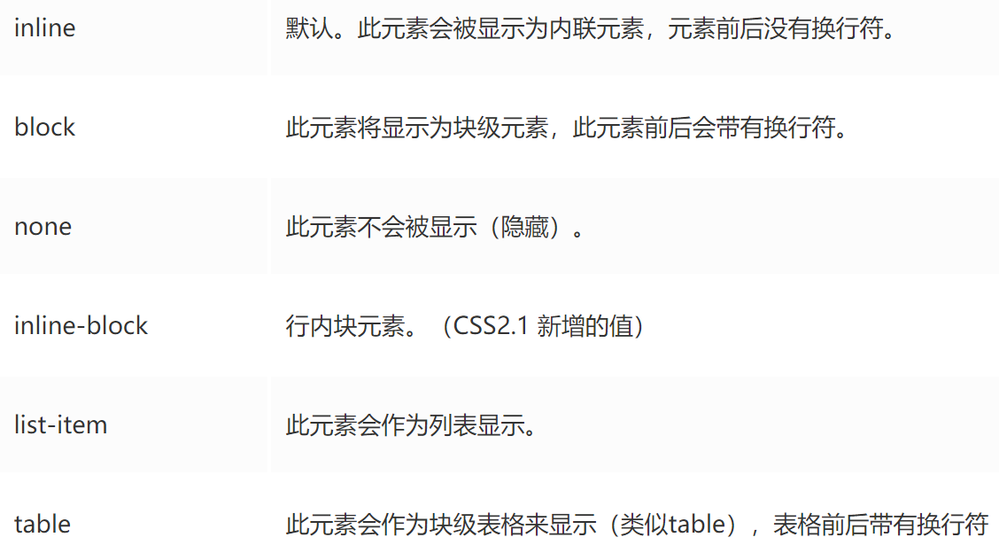 inline 默认。此元素会被显示为内联元素，元素前后没有换行符。
block 此元素将显示为块级元素，此元素前后会带有换行符。
none 此元素不会被显示（隐藏）。
inline-block 行内块元素。（CSS2.1 新增的值）
list-item 此元素会作为列表显示。
table 此元素会作为块级表格来显示（类似table），表格前后带有换行符